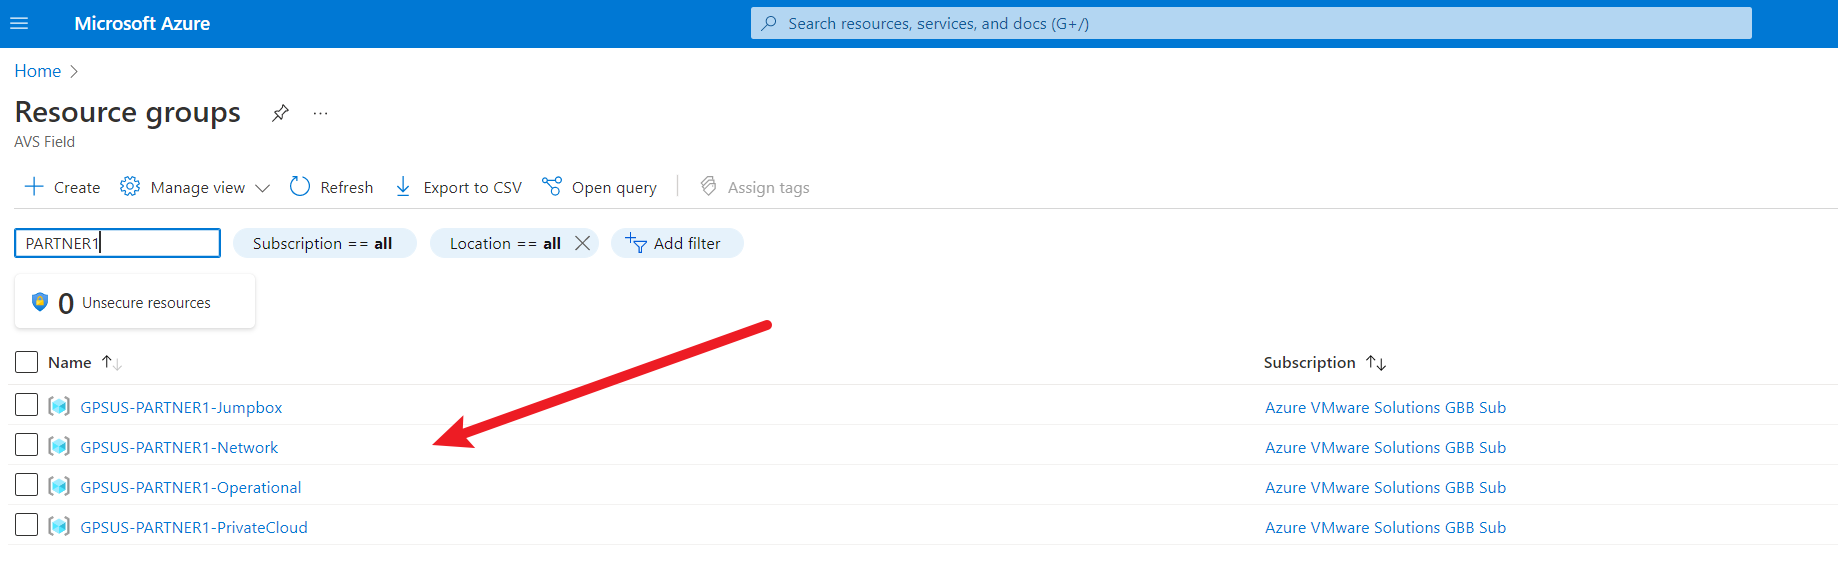 Microsoft Azure
Search resources, services, and docs (G+/)
Home
Resource groups
...
AVS Field
Create Manage view Refresh Export to CSV Open query Assign tags
PARTNER1 Subscription == all Location == all Add filter
0 Unsecure resources
Name Subscription
GPSUS-PARTNER1-Jumpbox Azure VMware Solutions GBB Sub
GPSUS-PARTNER1-Network Azure VMware Solutions GBB Sub
GPSUS-PARTNER1-Operational Azure VMware Solutions GBB Sub
GPSUS-PARTNER1-PrivateCloud Azure VMware Solutions GBB Sub